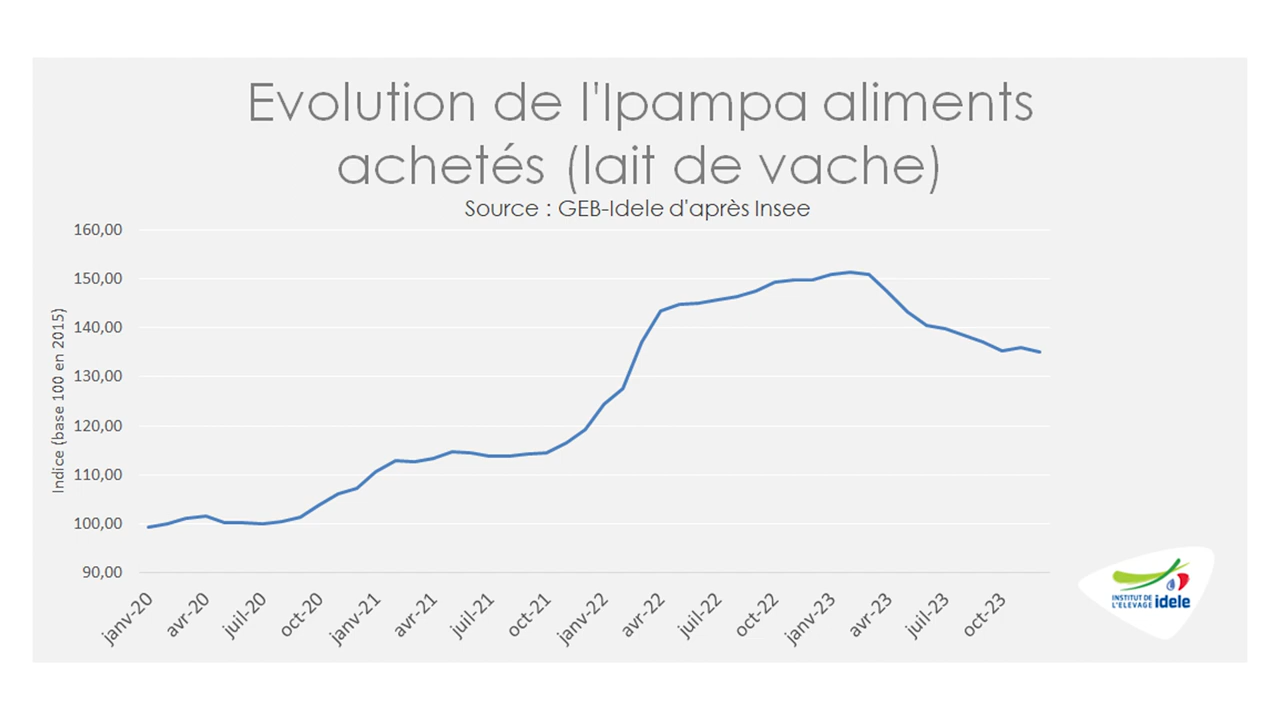 Evolution de l'Ipampa aliments
achetés (lait de vache)
Source : GEB-Idele d'après Insee
Indice (base 100 en 2015)
160,00
150,00
140,00
130,00
120,00
110,00
100,00
90,00
janv-20
avr-20
juil-20
oct-20
janv-21
avr-21
juil-21
oct-21
janv-22
avr-22
juil-22
oct-22
janv-23
avr-23
juil-23
oct-23
INSTITUT DE
L'ELEVAGE idele